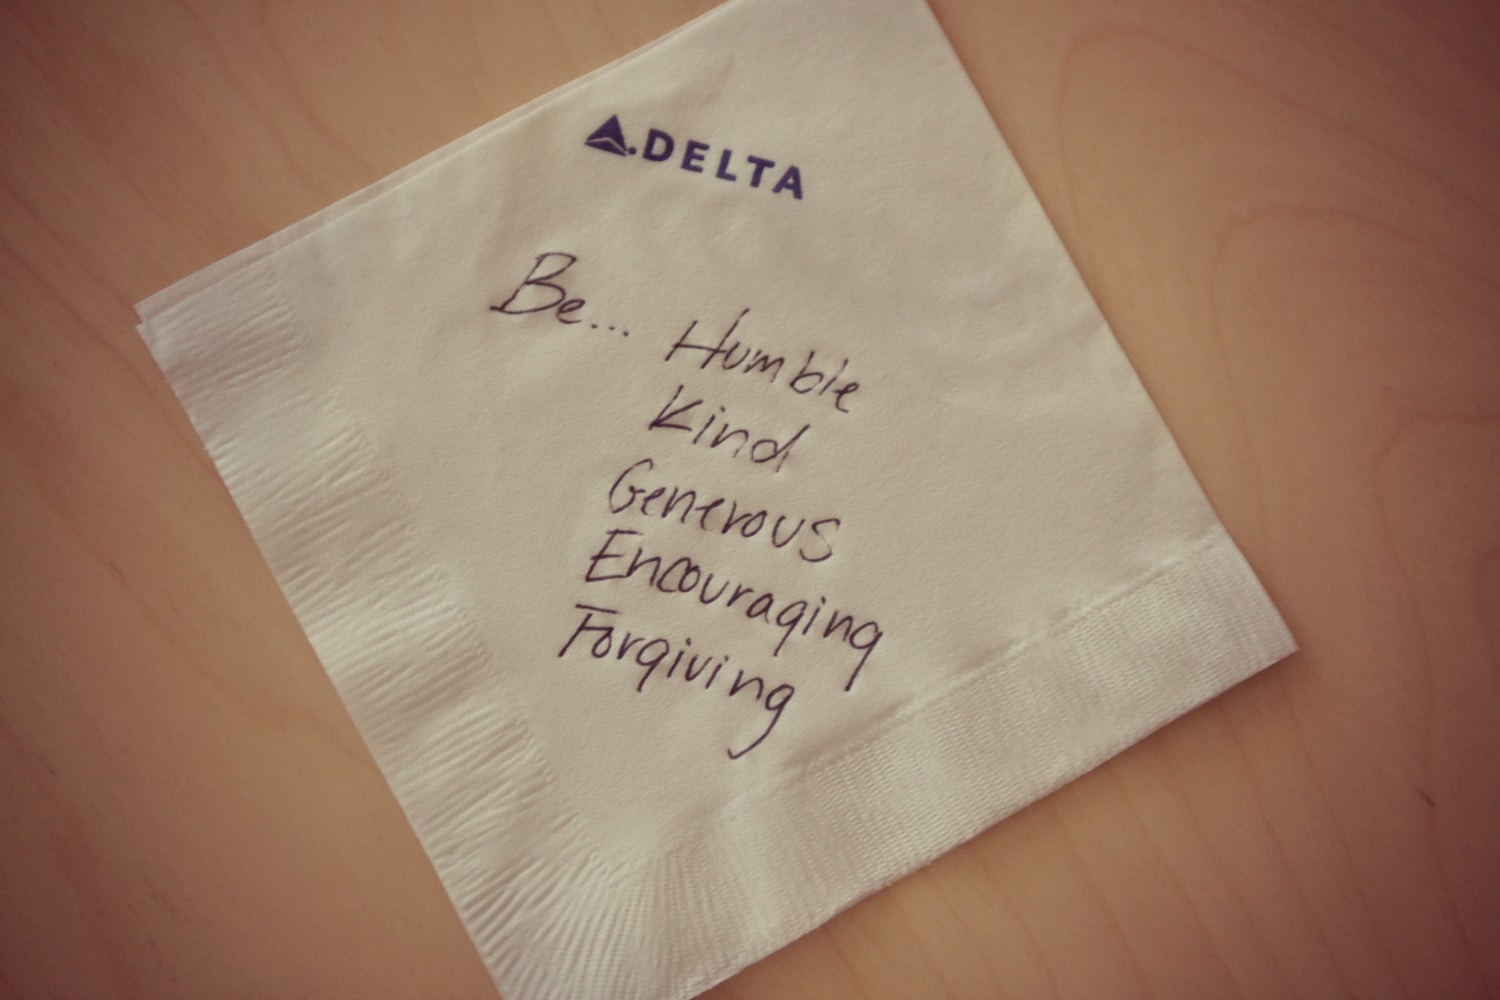 DELTA
Be... Humble
Kind
Generous
Encouraging
Forgiving